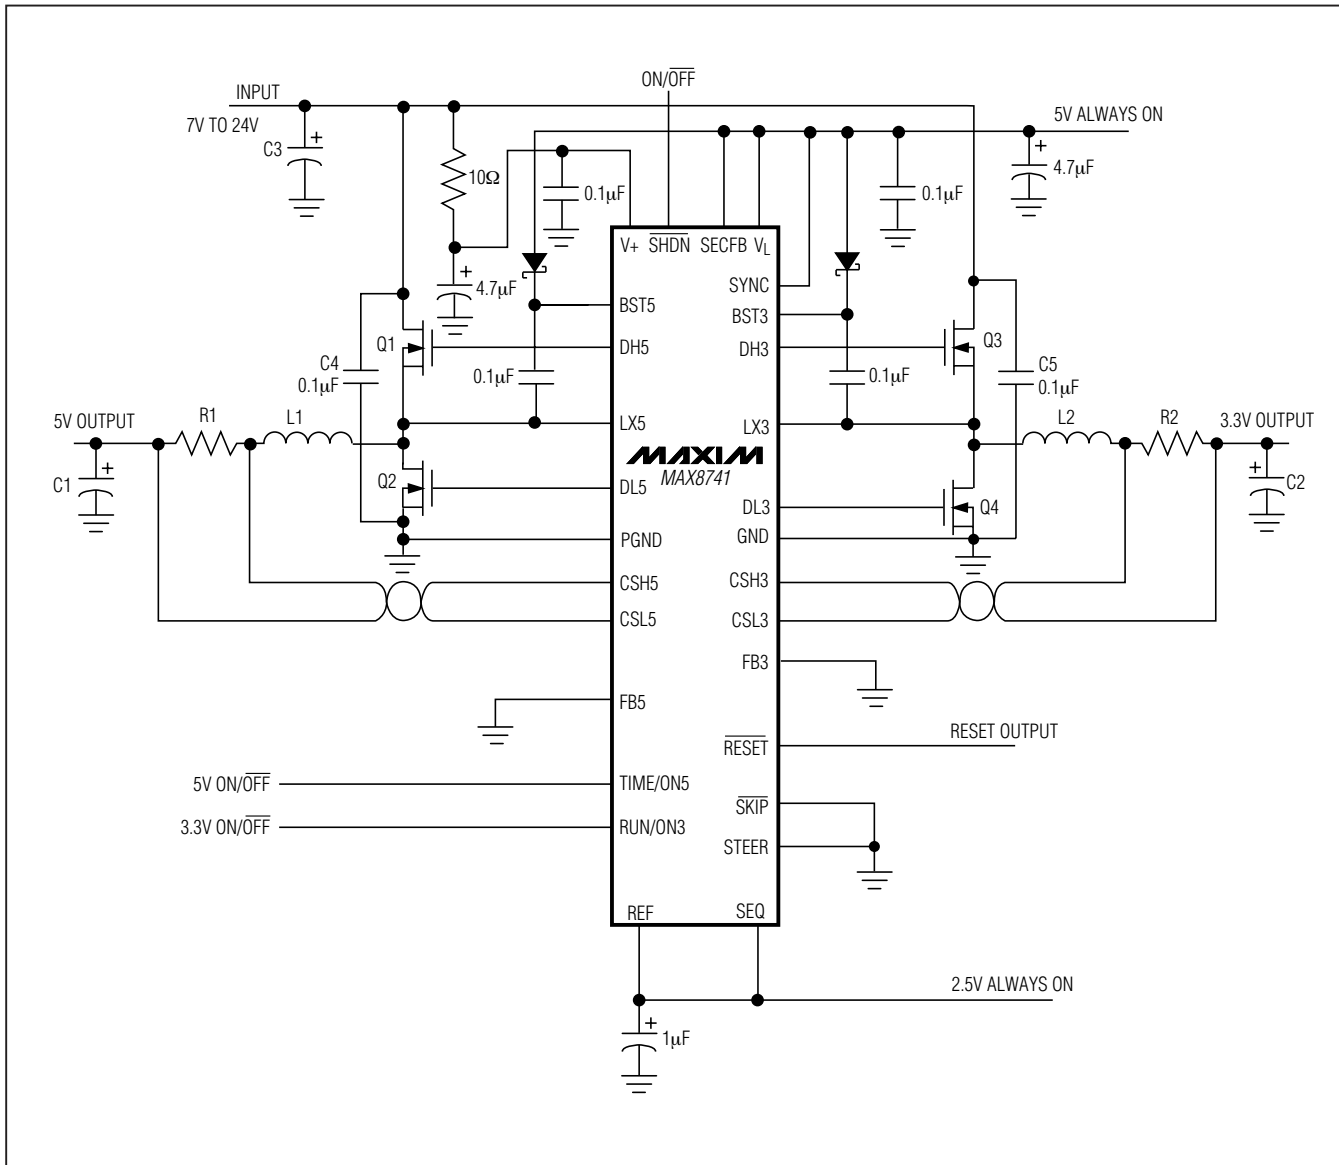 ON/OFF
INPUT
7V TO 24V
5V ALWAYS ON
C3
+
10Ω
0.1µF
0.1µF
+
4.7µF
+
4.7µF
V+
SHDN
SECFB
VL
SYNC
BST5
BST3
Q1
DH5
DH3
Q3
C4
0.1µF
0.1µF
0.1µF
C5
0.1µF
5V OUTPUT
R1
L1
LX5
LX3
L2
R2
3.3V OUTPUT
MAXIM
MAX8741
C1
+
Q2
DL5
DL3
Q4
+
C2
PGND
GND
CSH5
CSH3
CSL5
CSL3
FB3
FB5
RESET
RESET OUTPUT
5V ON/OFF
TIME/ON5
SKIP
3.3V ON/OFF
RUN/ON3
STEER
REF
SEQ
2.5V ALWAYS ON
+
1µF